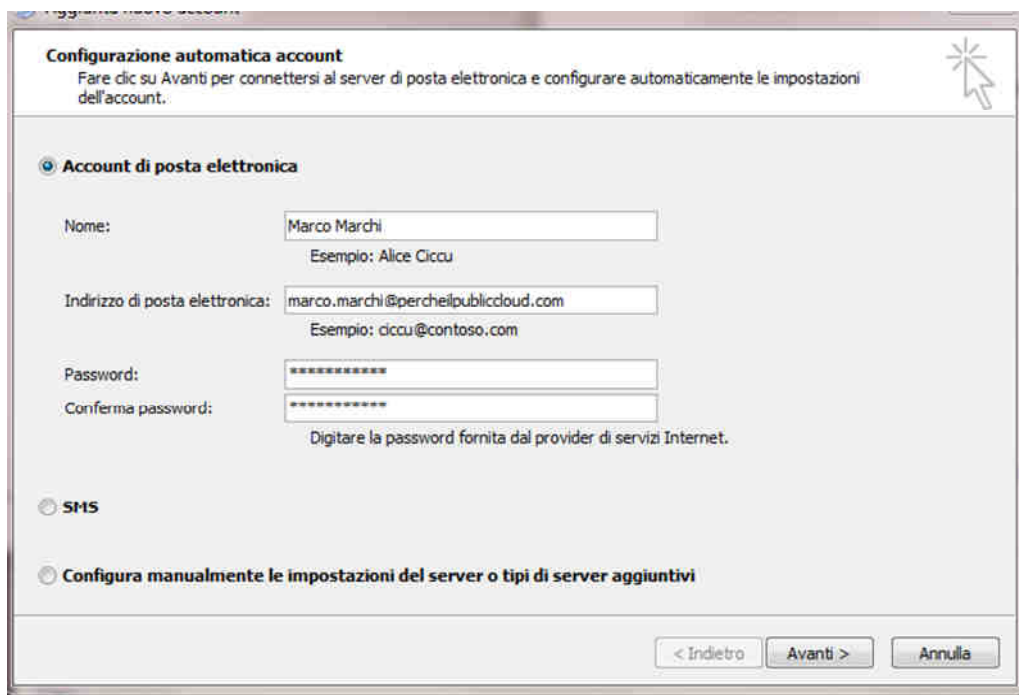 Aggiunta nuovo account
Configurazione automatica account
Fare clic su Avanti per connettersi al server di posta elettronica e configurare automaticamente le impostazioni
dell'account.
Account di posta elettronica
Nome:
Marco Marchi
Esempio: Alice Ciccu
Indirizzo di posta elettronica:
marco.marchi@percheilpubliccloud.com
Esempio: ciccu@contoso.com
Password:
***********
Conferma password:
***********
Digitare la password fornita dal provider di servizi Internet.
SMS
Configura manualmente le impostazioni del server o tipi di server aggiuntivi
< Indietro
Avanti >
Annulla